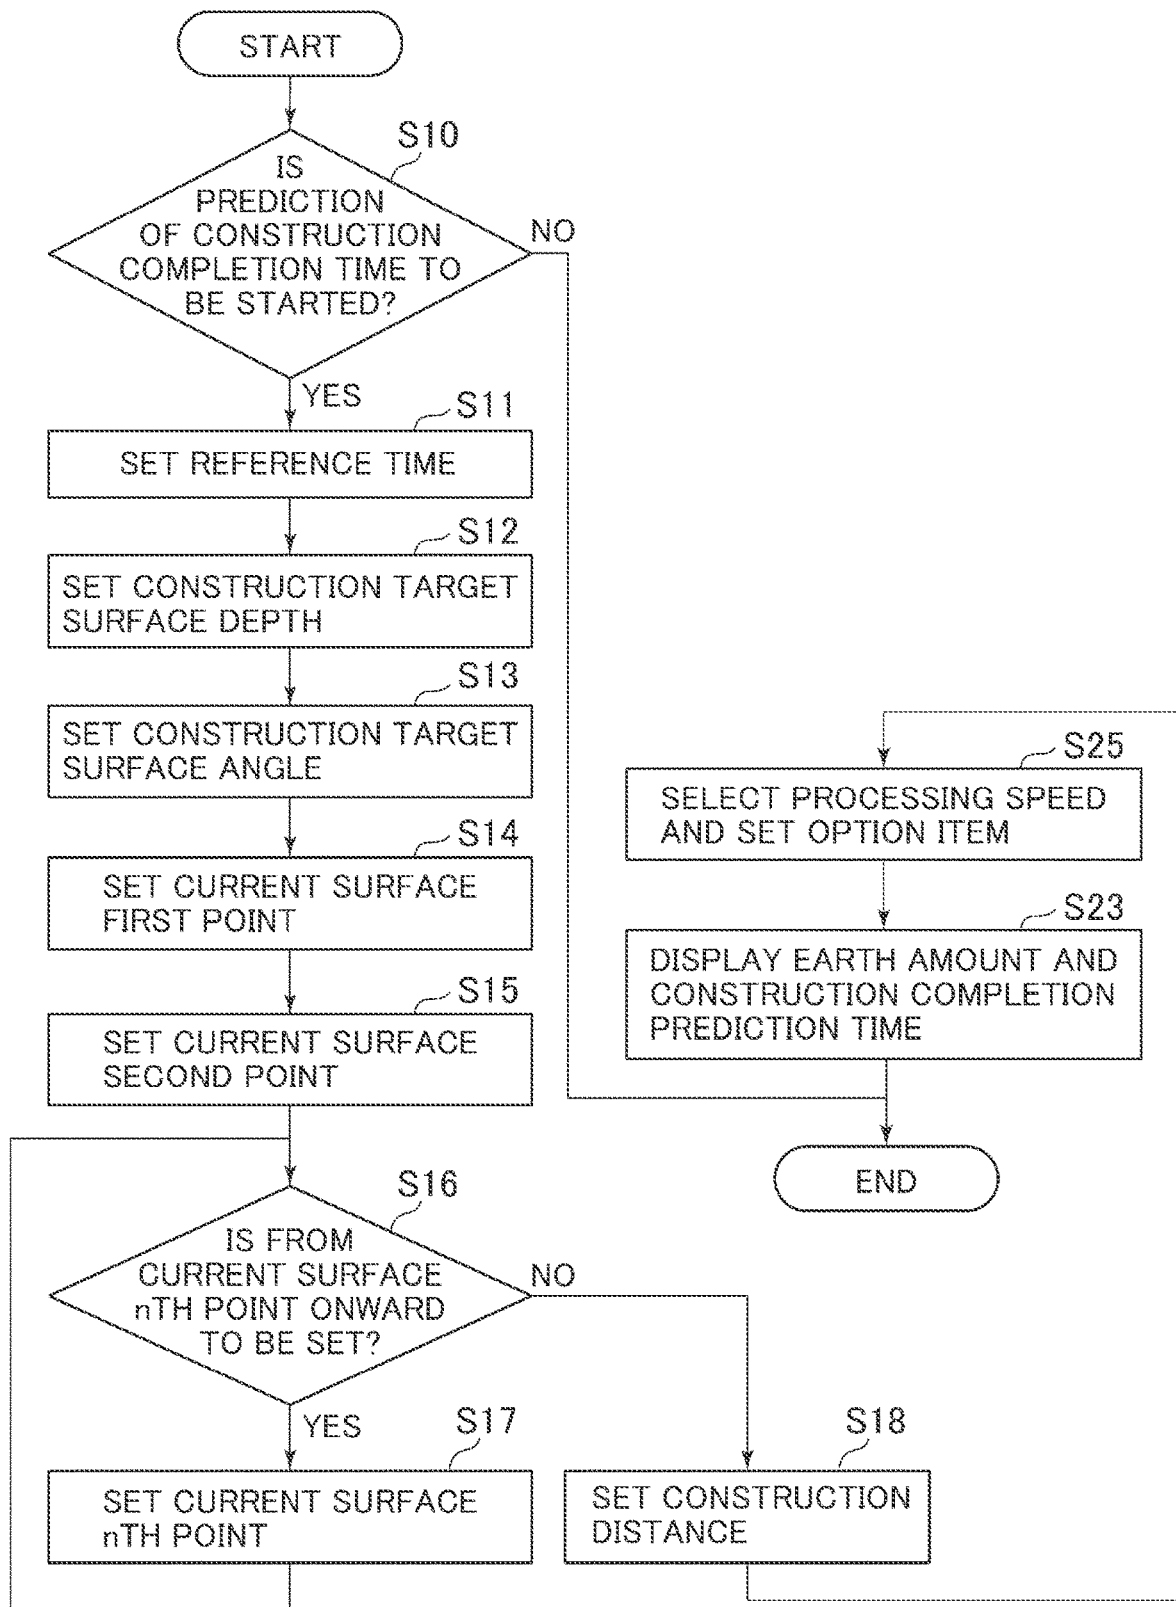 START
S10
IS
PREDICTION
OF CONSTRUCTION
COMPLETION TIME TO
BE STARTED?
NO
YES
S11
SET REFERENCE TIME
S12
SET CONSTRUCTION TARGET
SURFACE DEPTH
S13
SET CONSTRUCTION TARGET
SURFACE ANGLE
S14
SET CURRENT SURFACE
FIRST POINT
S15
SET CURRENT SURFACE
SECOND POINT
S16
IS FROM
CURRENT SURFACE
nTH POINT ONWARD
TO BE SET?
NO
YES
S17
SET CURRENT SURFACE
nTH POINT
S18
SET CONSTRUCTION
DISTANCE
S25
SELECT PROCESSING SPEED
AND SET OPTION ITEM
S23
DISPLAY EARTH AMOUNT AND
CONSTRUCTION COMPLETION
PREDICTION TIME
END